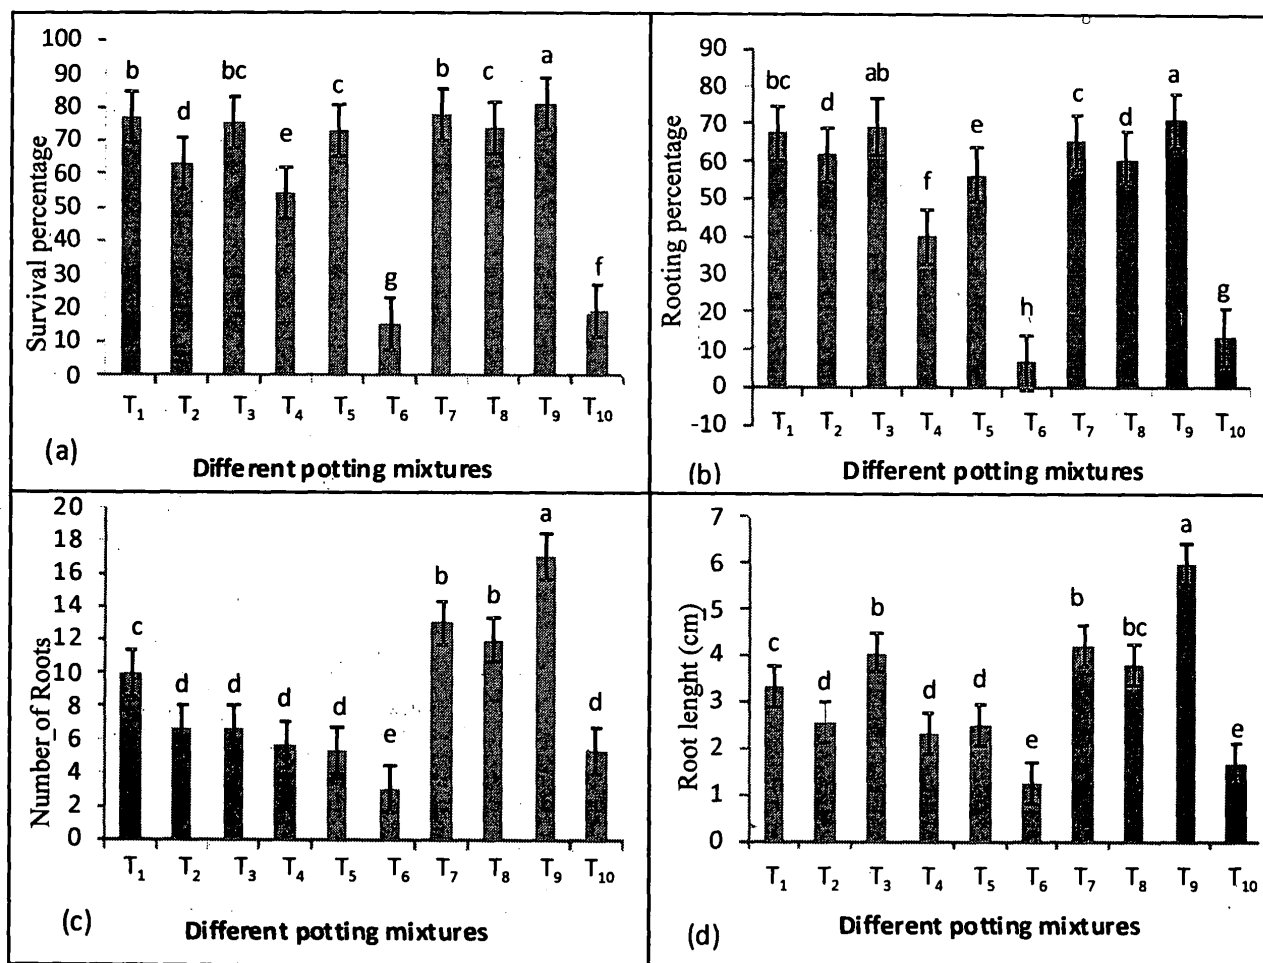 100
90
80
70
60
50
40
30
20
10
0
Survival percentage
b
d
bc
e
c
g
b
c
a
f
T₁ T₂ T₃ T₄ T₅ T₆ T₇ T₈ T₉ T₁₀
(a)
Different potting mixtures
90
80
70
60
50
40
30
20
10
0
-10
Rooting percentage
bc
d
ab
f
e
h
c
d
a
g
T₁ T₂ T₃ T₄ T₅ T₆ T₇ T₈ T₉ T₁₀
(b)
Different potting mixtures
20
18
16
14
12
10
8
6
4
2
0
Number of Roots
c
d
d
d
d
e
b
b
a
d
T₁ T₂ T₃ T₄ T₅ T₆ T₇ T₈ T₉ T₁₀
(c)
Different potting mixtures
7
6
5
4
3
2
1
0
Root lenght (cm)
c
d
b
d
d
e
b
bc
a
e
T₁ T₂ T₃ T₄ T₅ T₆ T₇ T₈ T₉ T₁₀
(d)
Different potting mixtures